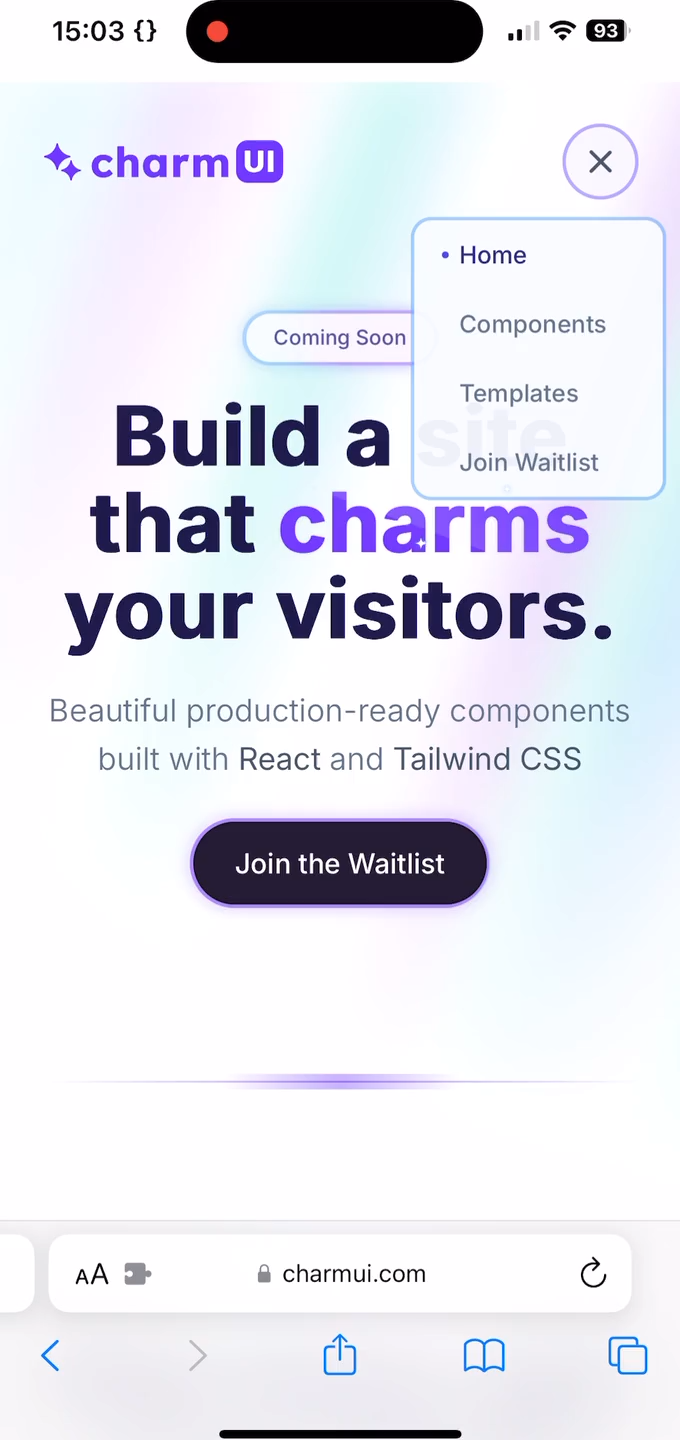 15:03 {}
93
charm UI
Home
Components
Templates
Join Waitlist
Coming Soon
Build a site
that charms
your visitors.
Beautiful production-ready components
built with React and Tailwind CSS
Join the Waitlist
AA
charmui.com